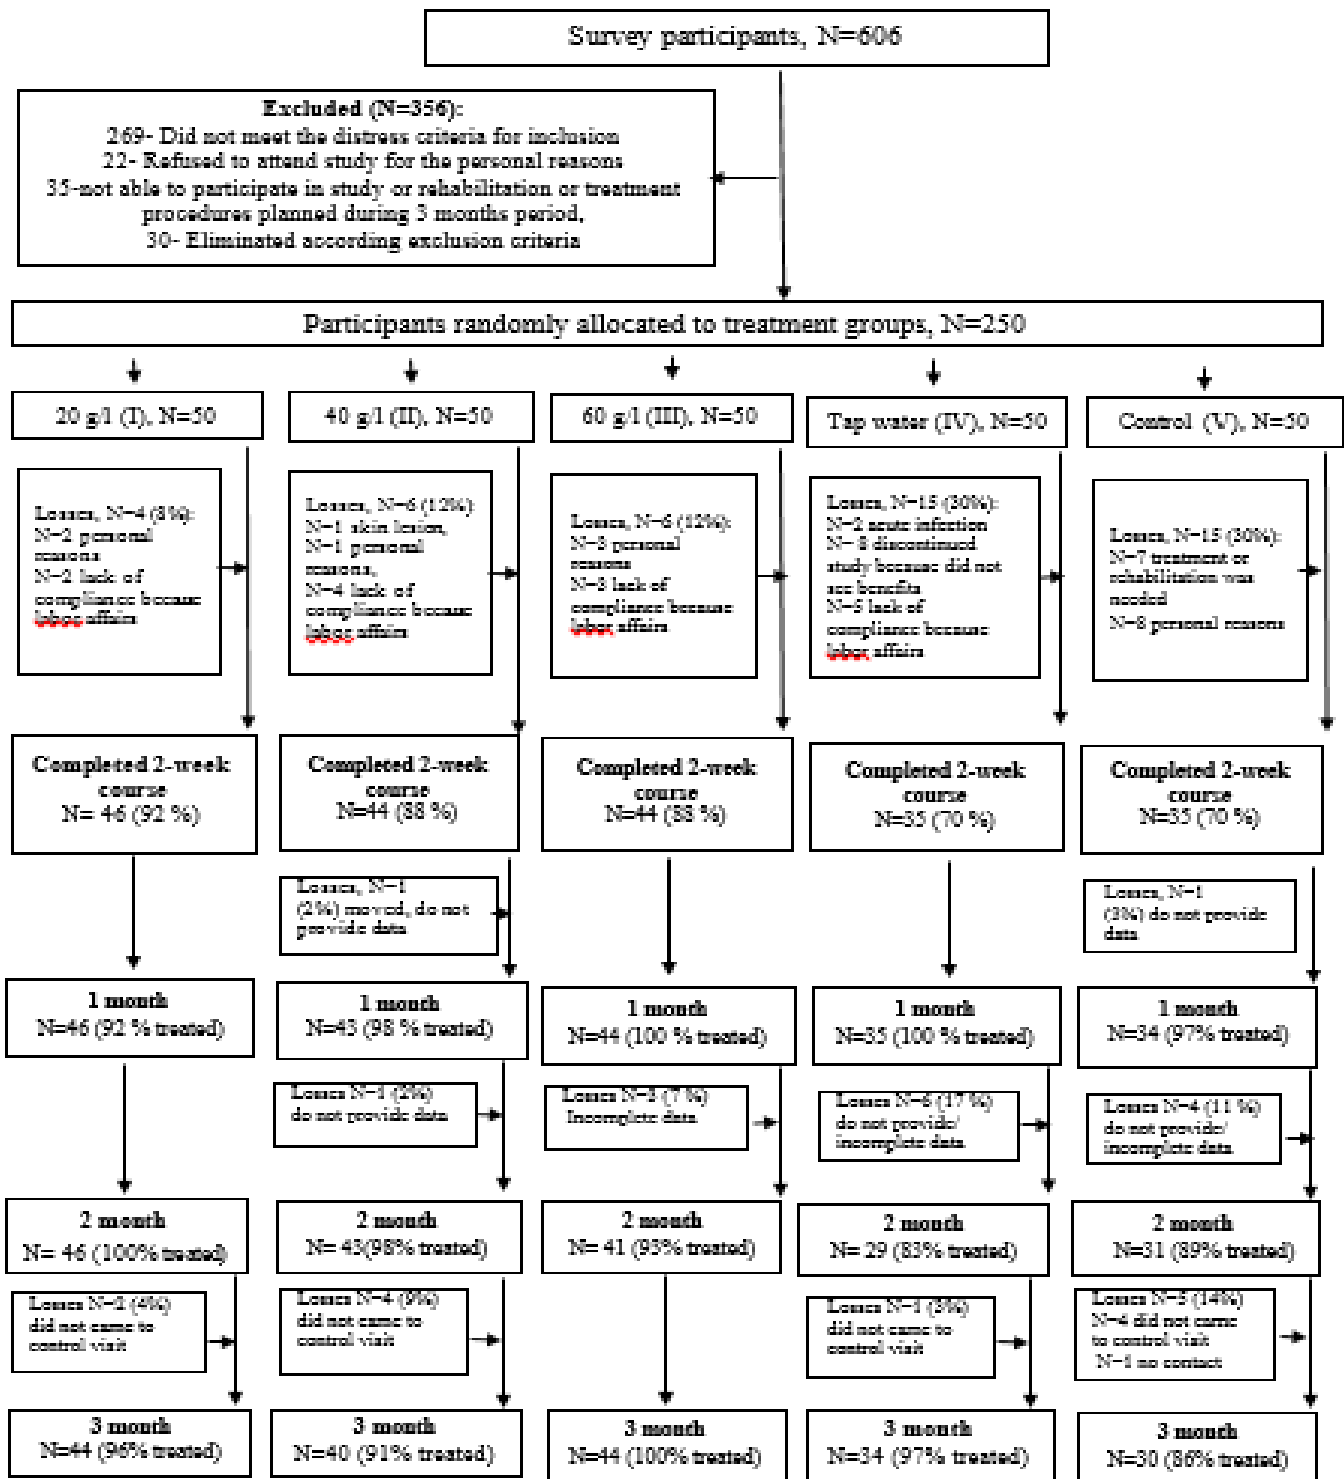 Survey participants, N=606
Excluded (N=356):
269- Did not meet the distress criteria for inclusion
22- Refused to attend study for the personal reasons
35-not able to participate in study or rehabilitation or treatment
procedures planned during 3 months period,
30- Eliminated according exclusion criteria
Participants randomly allocated to treatment groups, N=250
20 g/l (I), N=50
40 g/l (II), N=50
60 g/l (III), N=50
Tap water (IV), N=50
Control (V), N=50
Losses, N=4 (8%):
N=2 personal
reasons
N=2 lack of
compliance because
labor affairs
Losses, N=6 (12%)
N=1 skin lesion,
N=1 personal
reasons,
N=4 lack of
compliance because
labor affairs
Losses, N=6 (12%):
N=3 personal
reasons
N=3 lack of
compliance because
labor affairs
Losses, N=15 (30%):
N=2 acute infection
N=8 discontinued
study because did not
see benefits
N=5 lack of
compliance because
labor affairs
Losses, N=15 (30%):
N=7 treatment or
rehabilitation was
needed
N=8 personal reasons
Completed 2-week
course
N= 46 (92 %)
Completed 2-week
course
N=44 (88 %)
Completed 2-week
course
N=44 (88 %)
Completed 2-week
course
N=35 (70 %)
Completed 2-week
course
N=35 (70 %)
Losses, N=1
(2%) moved, do not
provide data
Losses, N=1
(3%) do not provide
data
1 month
N=46 (92 % treated)
1 month
N=43 (98 % treated)
1 month
N=44 (100 % treated)
1 month
N=35 (100 % treated)
1 month
N=34 (97% treated)
Losses N=1 (2%)
do not provide data
Losses N=3 (7 %)
Incomplete data
Losses N=6 (17 %)
do not provide/
incomplete data
Losses N=4 (11 %)
do not provide/
incomplete data
2 month
N= 46 (100% treated)
2 month
N= 43(98% treated)
2 month
N= 41 (93% treated)
2 month
N= 29 (83% treated)
2 month
N=31 (89% treated)
Losses N=2 (4%)
did not came to
control visit
Losses N=4 (9%)
did not came to
control visit
Losses N=1 (3%)
did not came to
control visit
Losses N=5 (14%)
N=4 did not came
to control visit
N=1 no contact
3 month
N=44 (96% treated)
3 month
N=40 (91% treated)
3 month
N=44 (100% treated)
3 month
N=34 (97% treated)
3 month
N=30 (86% treated)